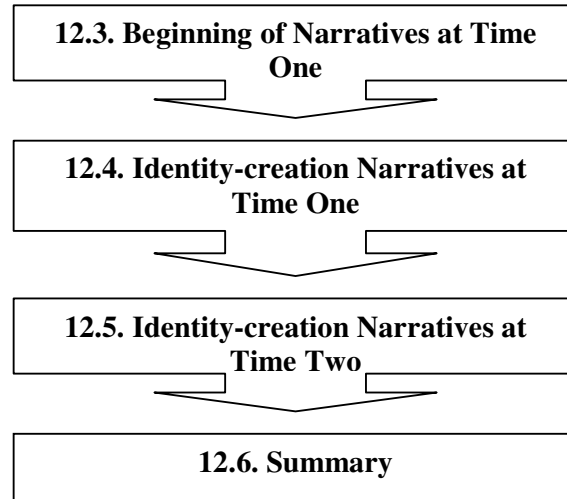 12.3. Beginning of Narratives at Time
One
12.4. Identity-creation Narratives at
Time One
12.5. Identity-creation Narratives at
Time Two
12.6. Summary